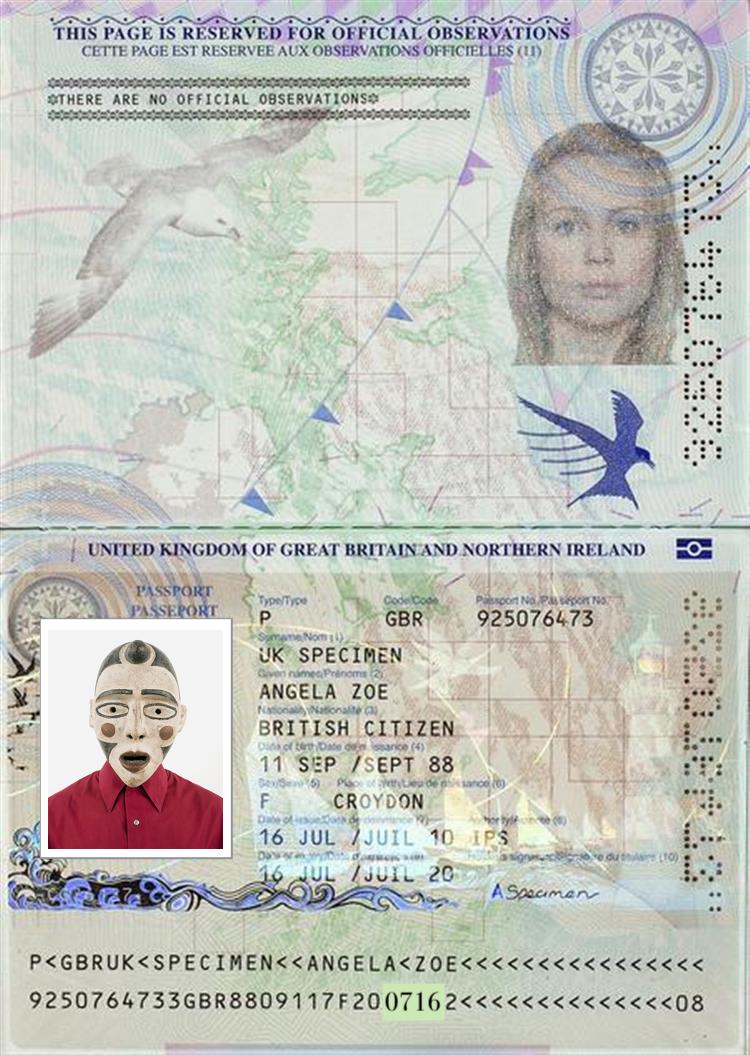 THIS PAGE IS RESERVED FOR OFFICIAL OBSERVATIONS
CETTE PAGE EST RESERVEE AUX OBSERVATIONS OFFICIELLES (11)
THERE ARE NO OFFICIAL OBSERVATIONS
UNITED KINGDOM OF GREAT BRITAIN AND NORTHERN IRELAND
PASSPORT
PASSEPORT
Type/Type Code/Code Passport No./Passeport No.
P GBR 925076473
Surname/Nom (1)
UK SPECIMEN
Given names/Prénoms (2)
ANGELA ZOE
Nationality/Nationalité (3)
BRITISH CITIZEN
Date of birth/Date de naissance (4)
11 SEP /SEPT 88
Sex/Sexe (5) Place of birth/Lieu de naissance (6)
F CROYDON
Date of issue/Date de délivrance (7) Authority/Autorité (8)
16 JUL /JUIL 10 IPS
Date of expiry/Date d'expiration (9) Holder's signature/Signature du titulaire (10)
16 JUL /JUIL 20
A Specimen
P<GBRUK<SPECIMEN<<ANGELA<ZOE<<<<<<<<<<<<<<<<
9250764733GBR8809117F2007162<<<<<<<<<<<<<<08